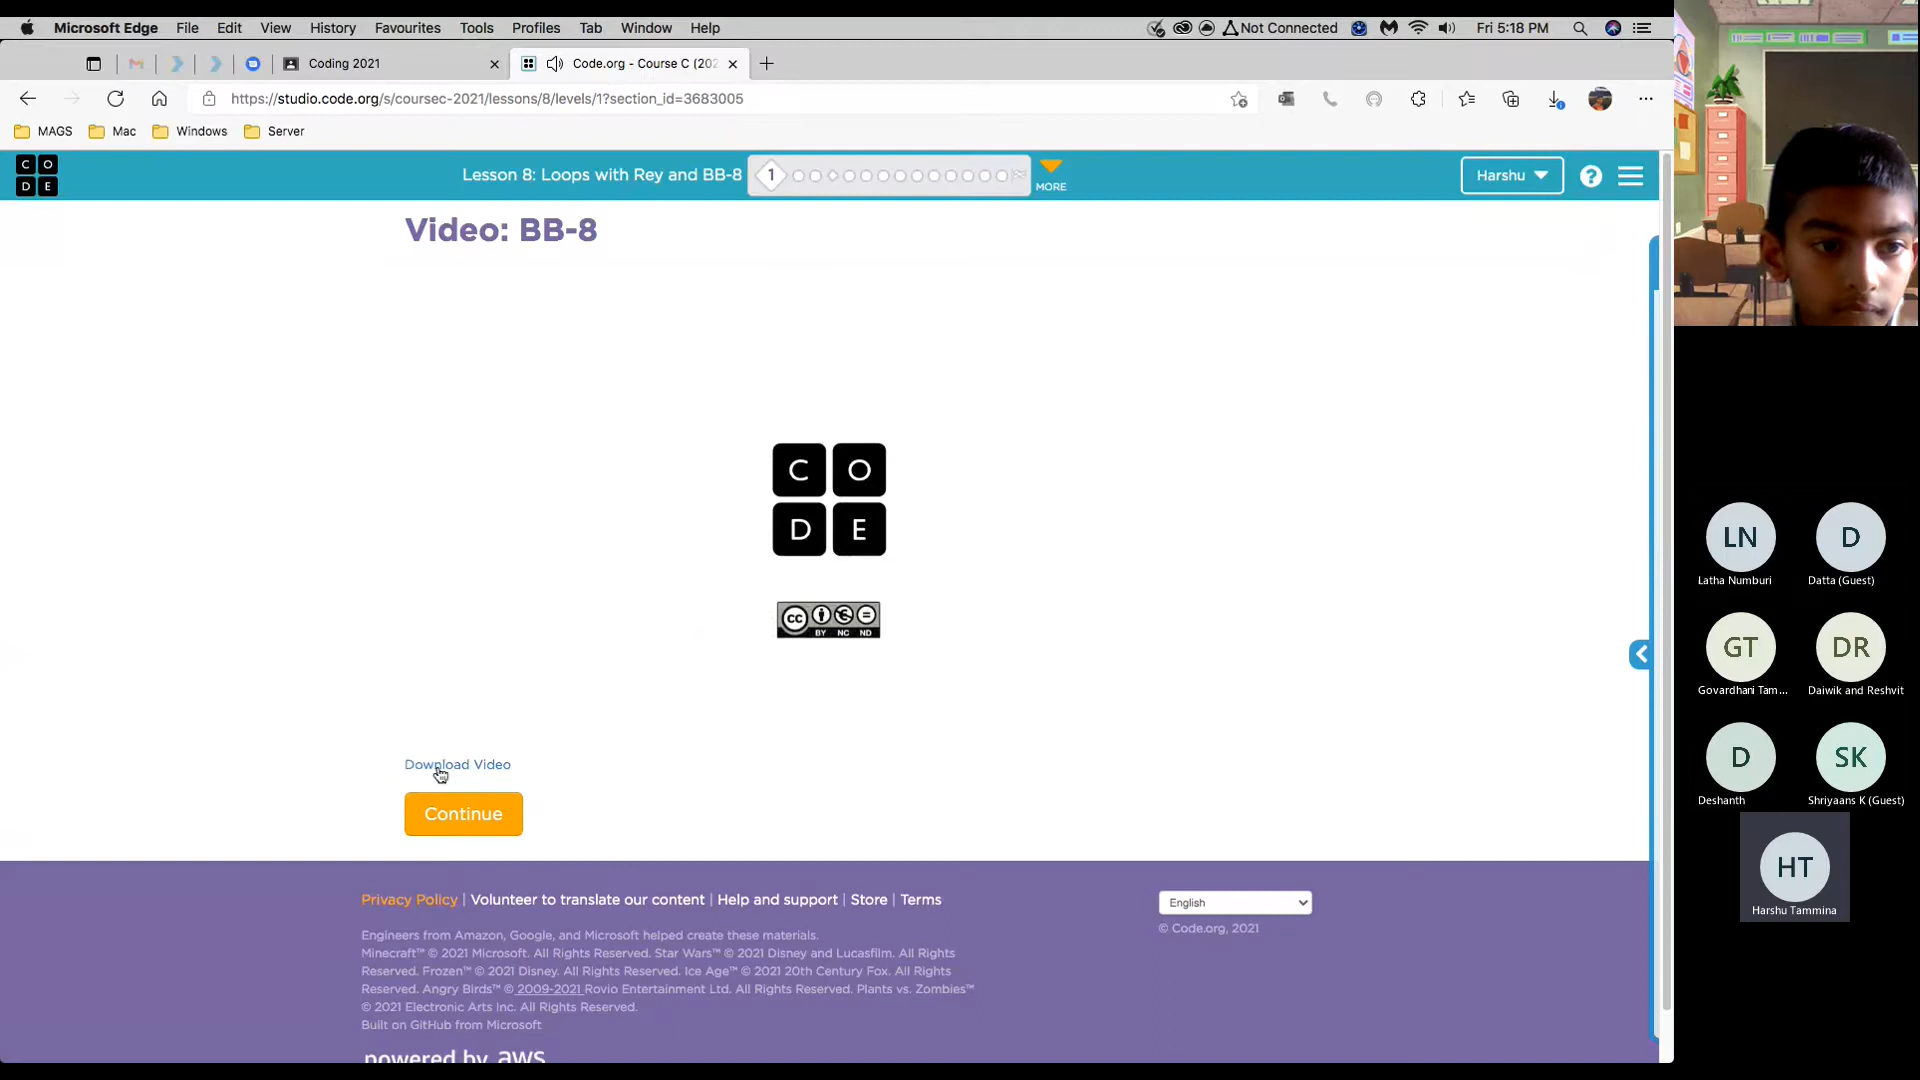 Microsoft Edge File Edit View History Favourites Tools Profiles Tab Window Help
Not Connected Fri 5:18 PM
Coding 2021
Code.org - Course C (202
https://studio.code.org/s/coursec-2021/lessons/8/levels/1?section_id=3683005
MAGS Mac Windows Server
C O
D E
Lesson 8: Loops with Rey and BB-8
1
MORE
Harshu
?
Video: BB-8
C O
D E
CC
BY NC ND
Download Video
Continue
Privacy Policy | Volunteer to translate our content | Help and support | Store | Terms
English
© Code.org, 2021
Engineers from Amazon, Google, and Microsoft helped create these materials.
Minecraft™ © 2021 Microsoft. All Rights Reserved. Star Wars™ © 2021 Disney and Lucasfilm. All Rights
Reserved. Frozen™ © 2021 Disney. All Rights Reserved. Ice Age™ © 2021 20th Century Fox. All Rights
Reserved. Angry Birds™ © 2009-2021 Rovio Entertainment Ltd. All Rights Reserved. Plants vs. Zombies™
© 2021 Electronic Arts Inc. All Rights Reserved.
Built on GitHub from Microsoft
powered by aws
LN D
Latha Numburi Datta (Guest)
GT DR
Govardhani Tam... Daiwik and Reshvit
D SK
Deshanth Shriyaans K (Guest)
HT
Harshu Tammina